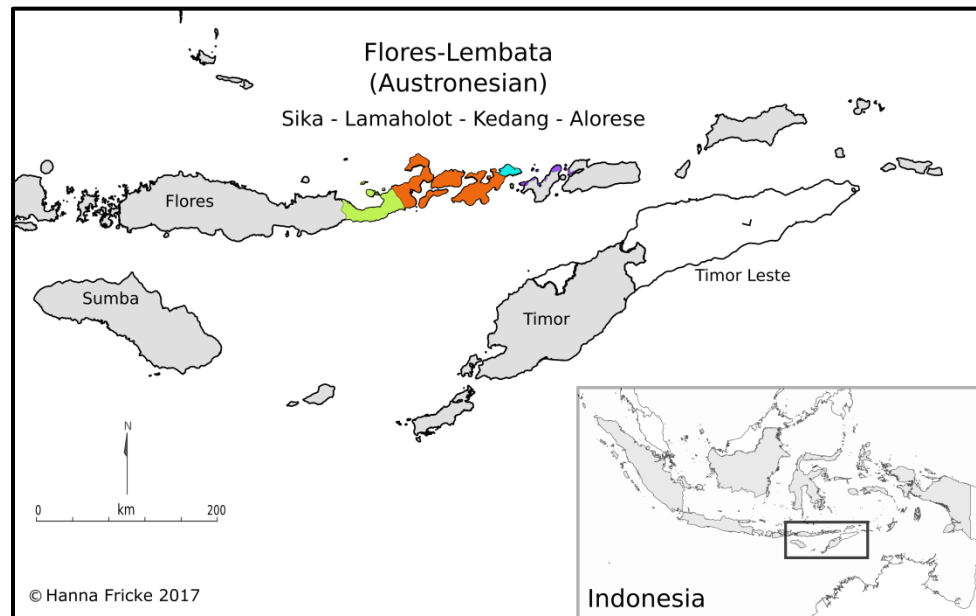 Flores-Lembata
(Austronesian)
Sika - Lamaholot - Kedang - Alorese
Flores
Sumba
Timor
Timor Leste
N
km
0 200
© Hanna Fricke 2017
Indonesia